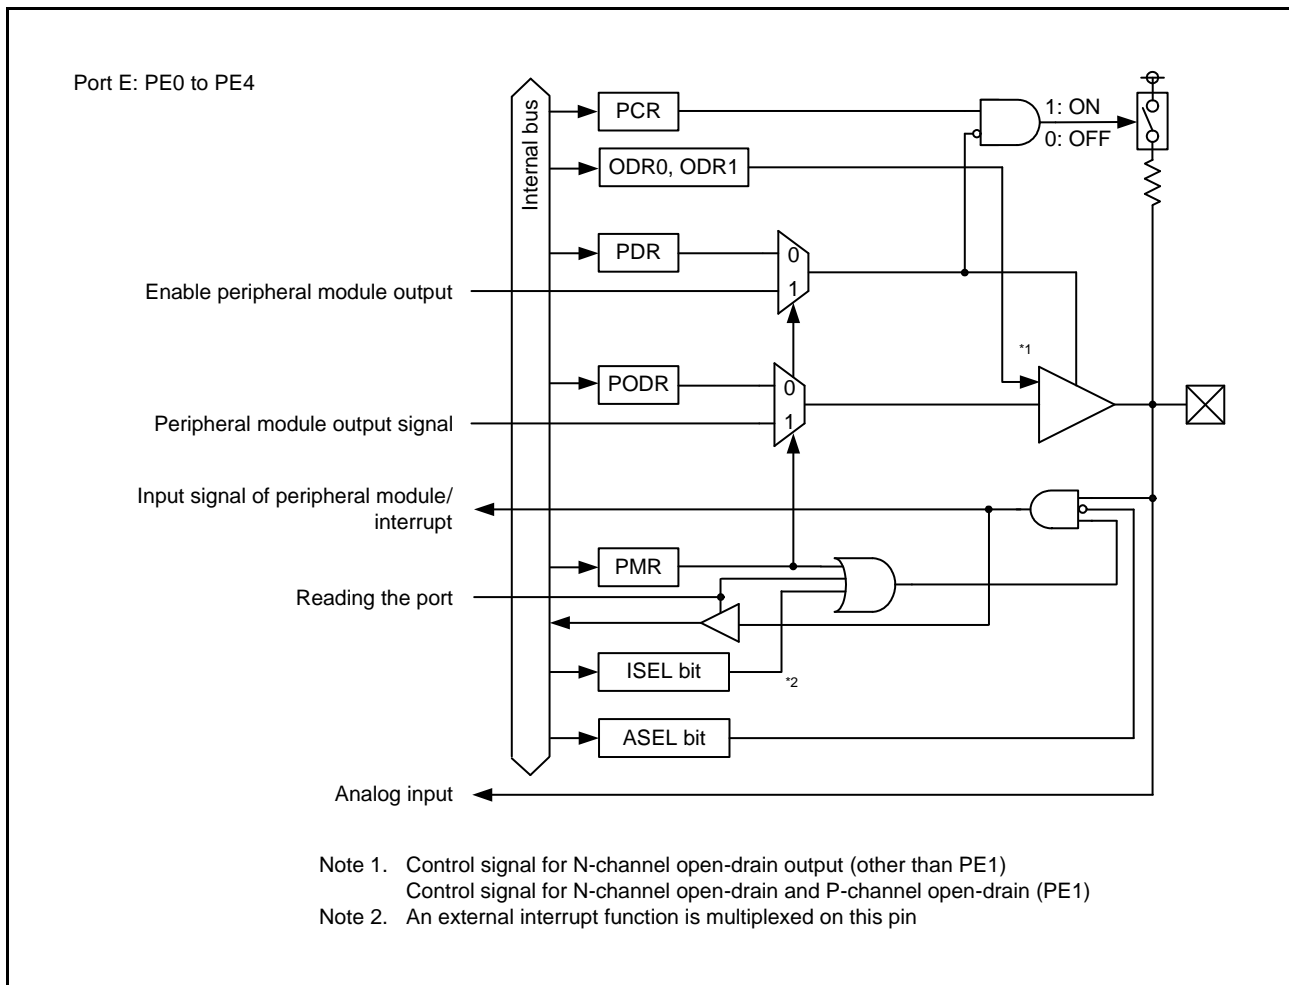 Port E: PE0 to PE4
Internal bus
PCR
1: ON
0: OFF
ODR0, ODR1
PDR
0
1
Enable peripheral module output
*1
PODR
0
1
Peripheral module output signal
Input signal of peripheral module/
interrupt
PMR
Reading the port
ISEL bit
*2
ASEL bit
Analog input
Note 1. Control signal for N-channel open-drain output (other than PE1)
Control signal for N-channel open-drain and P-channel open-drain (PE1)
Note 2. An external interrupt function is multiplexed on this pin